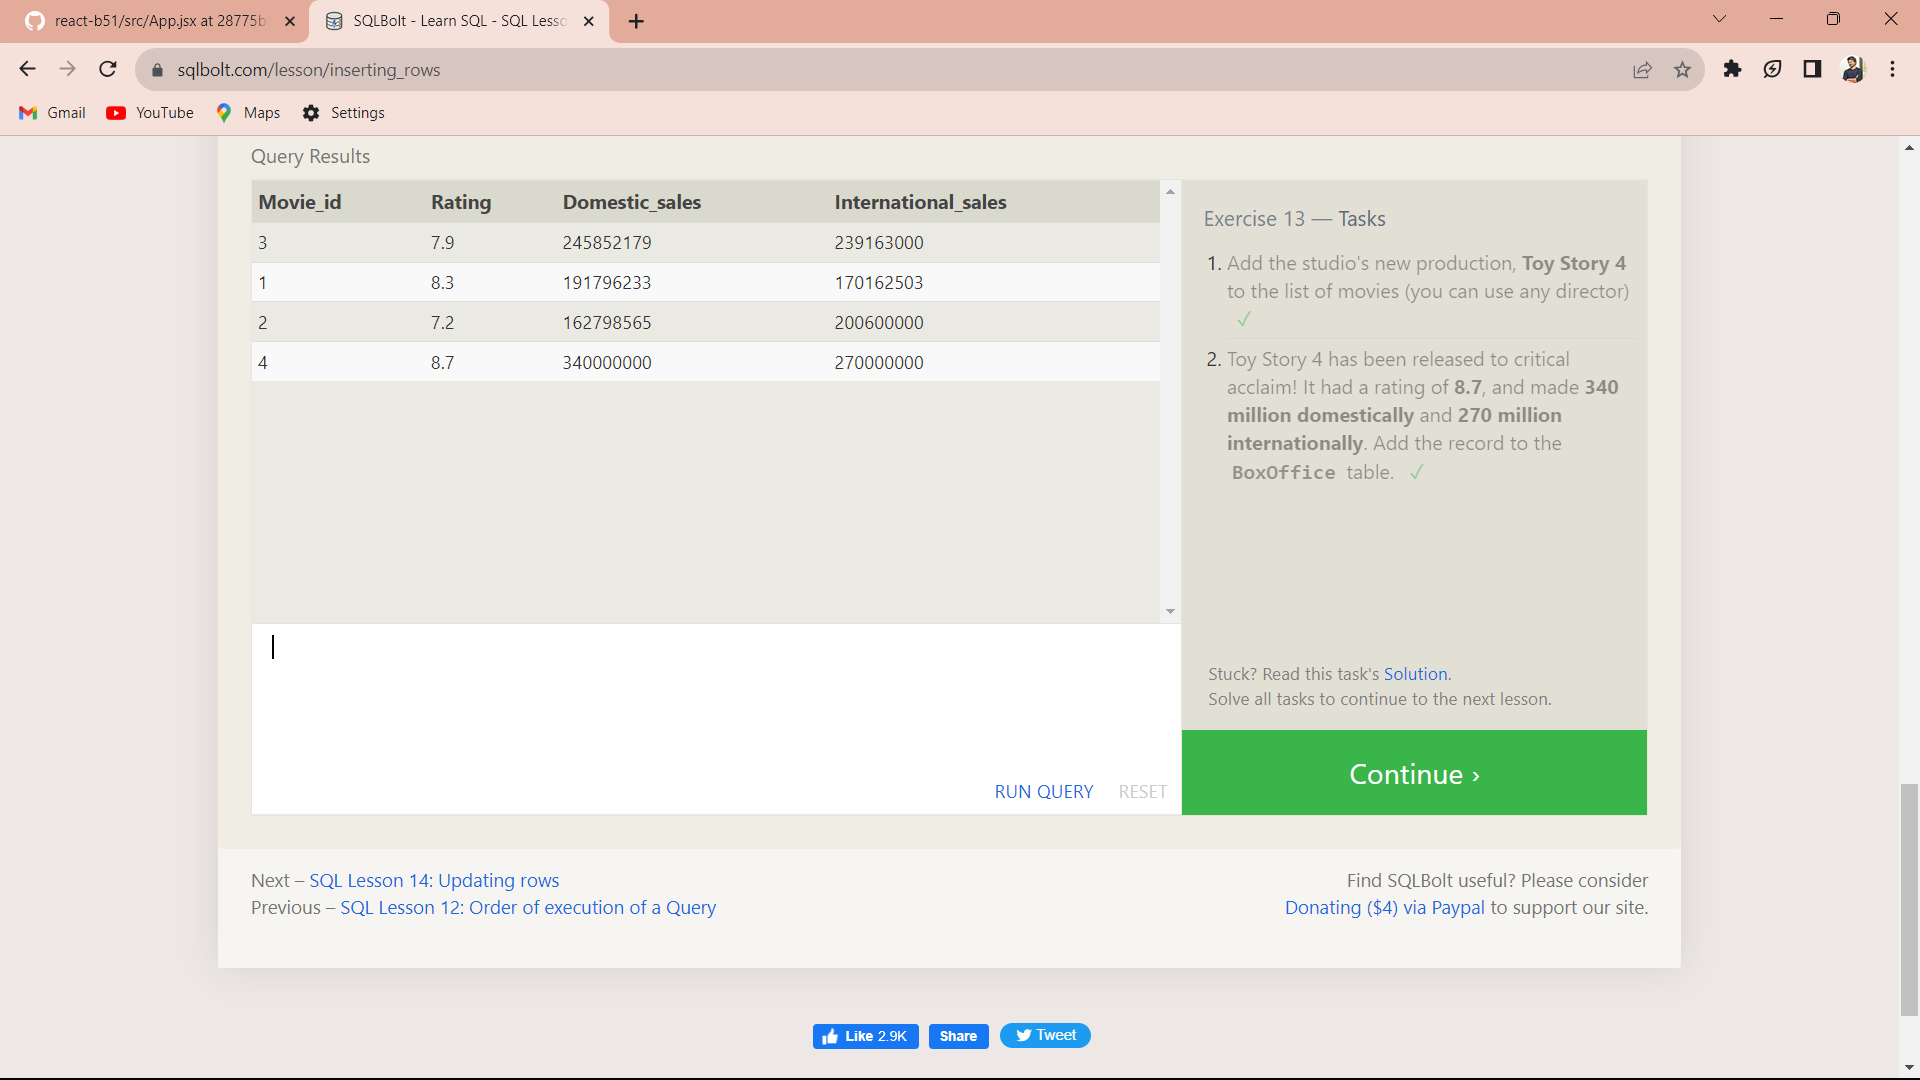 react-b51/src/App.jsx at 28775b
SQLBolt - Learn SQL - SQL Lesso
sqlbolt.com/lesson/inserting_rows
Gmail
YouTube
Maps
Settings
Query Results
Movie_id Rating Domestic_sales International_sales
3 7.9 245852179 239163000
1 8.3 191796233 170162503
2 7.2 162798565 200600000
4 8.7 340000000 270000000
Exercise 13 — Tasks
1. Add the studio's new production, Toy Story 4
to the list of movies (you can use any director)
✓
2. Toy Story 4 has been released to critical
acclaim! It had a rating of 8.7, and made 340
million domestically and 270 million
internationally. Add the record to the
BoxOffice table. ✓
Stuck? Read this task's Solution.
Solve all tasks to continue to the next lesson.
RUN QUERY RESET
Continue ›
Next – SQL Lesson 14: Updating rows
Previous – SQL Lesson 12: Order of execution of a Query
Find SQLBolt useful? Please consider
Donating ($4) via Paypal to support our site.
Like 2.9K
Share
Tweet